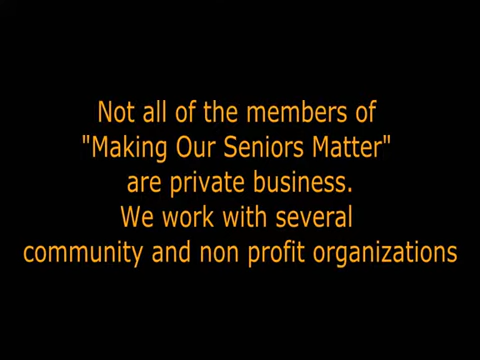 Not all of the members of
"Making Our Seniors Matter"
are private business.
We work with several
community and non profit organizations